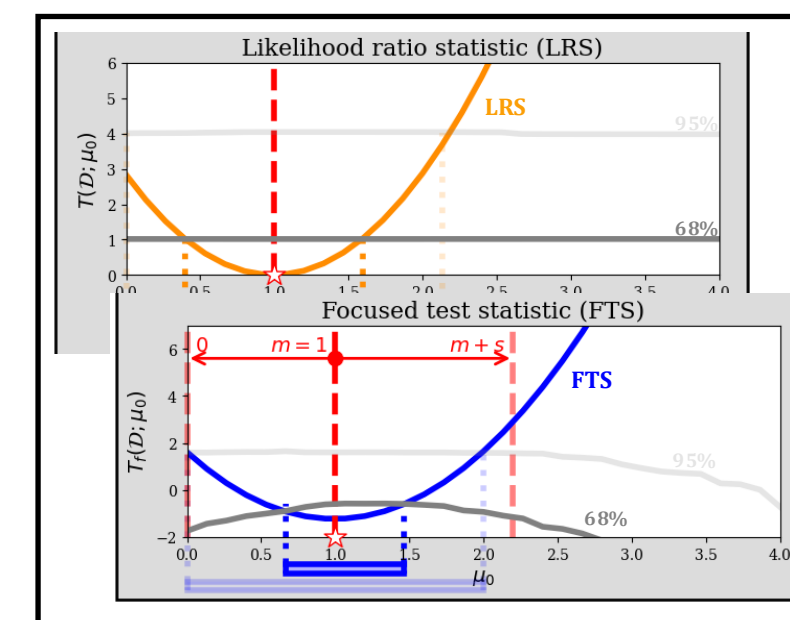 Likelihood ratio statistic (LRS)
6
5
4
3
2
1
0
T(𝒟; μ₀)
LRS
95%
68%
0.0 0.5 1.0 1.5 2.0 2.5 3.0 3.5 4.0
Focused test statistic (FTS)
6
4
2
0
−2
T_f(𝒟; μ₀)
0 m = 1 m + s
FTS
95%
68%
0.0 0.5 1.0 1.5 2.0 2.5 3.0 3.5 4.0
μ₀